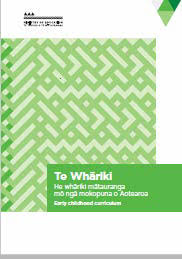 Te Whāriki
He whāriki mātauranga
mō ngā mokopuna o Aotearoa
Early childhood curriculum